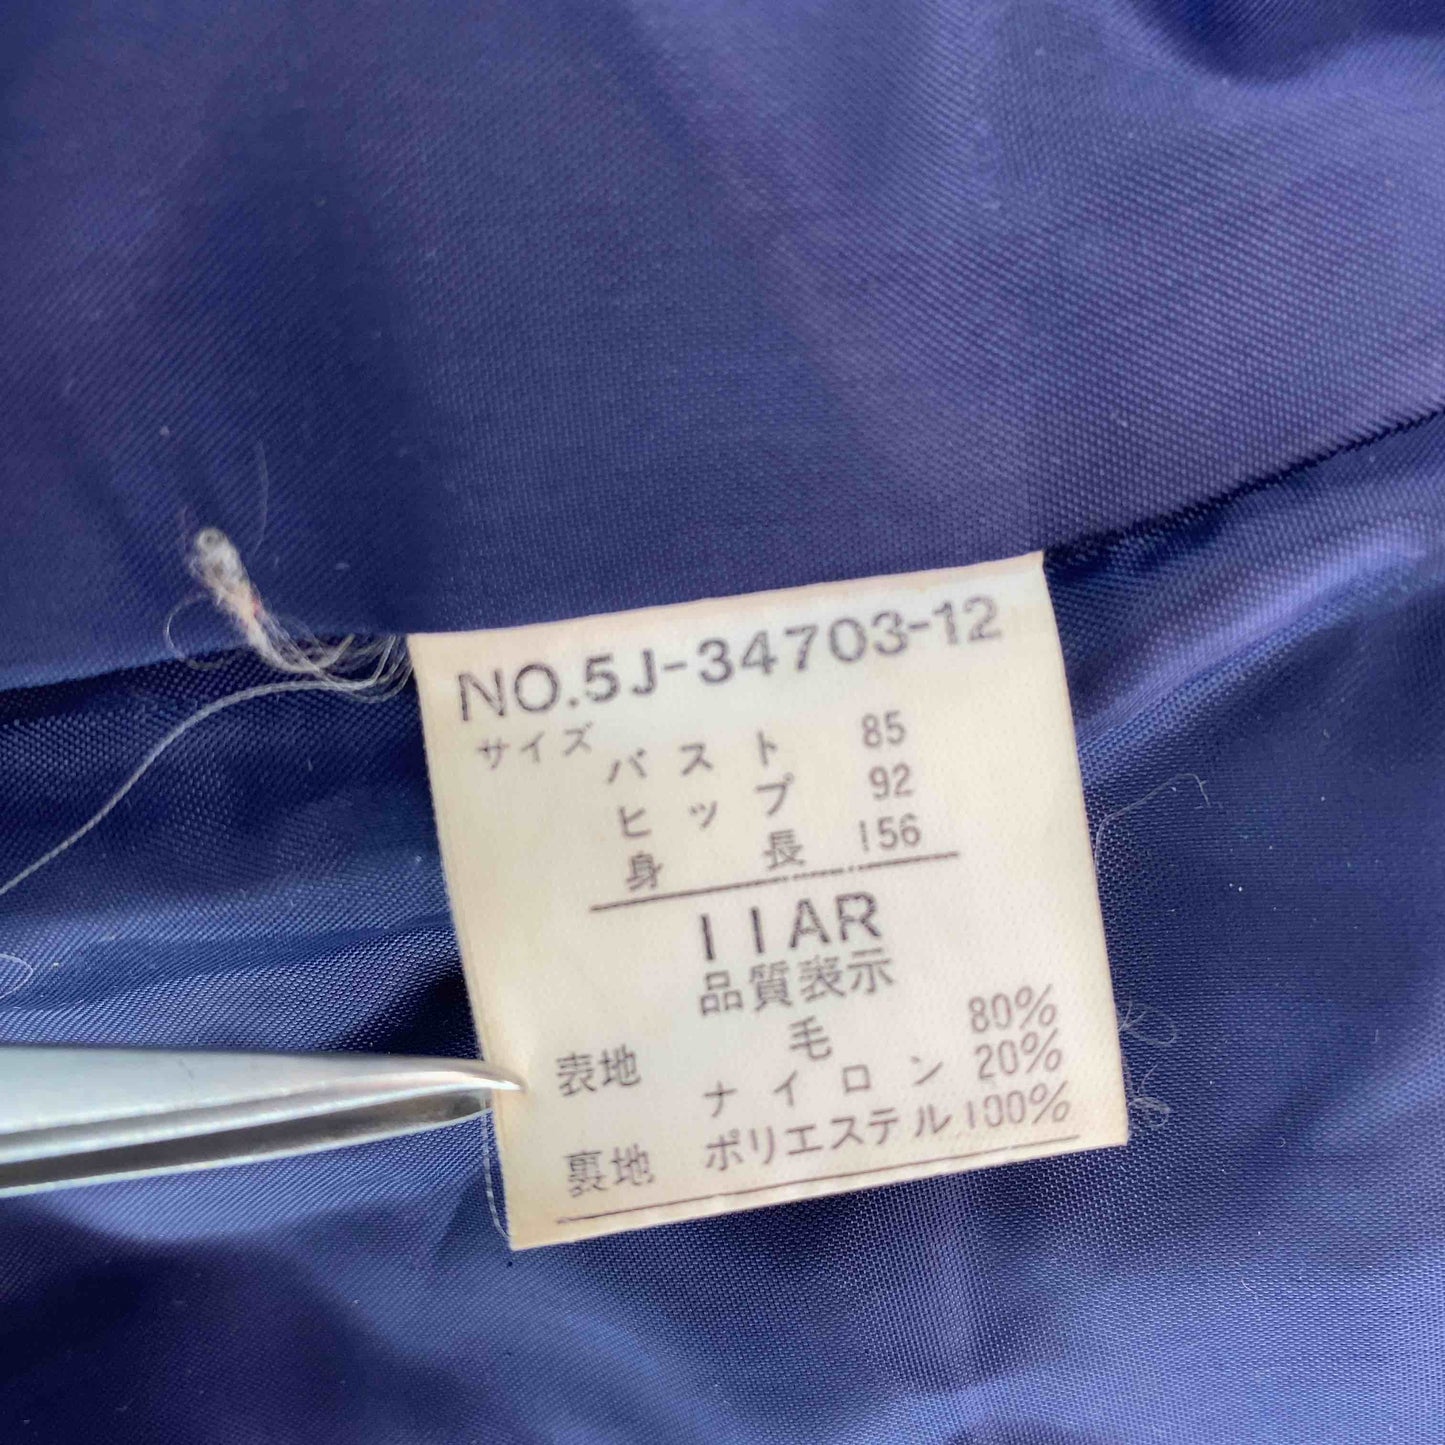 NO.5J-34703-12
サイズ
バスト 85
ヒップ 92
身長 156
11AR
品質表示
表地 毛 80%
ナイロン 20%
裏地 ポリエステル 100%